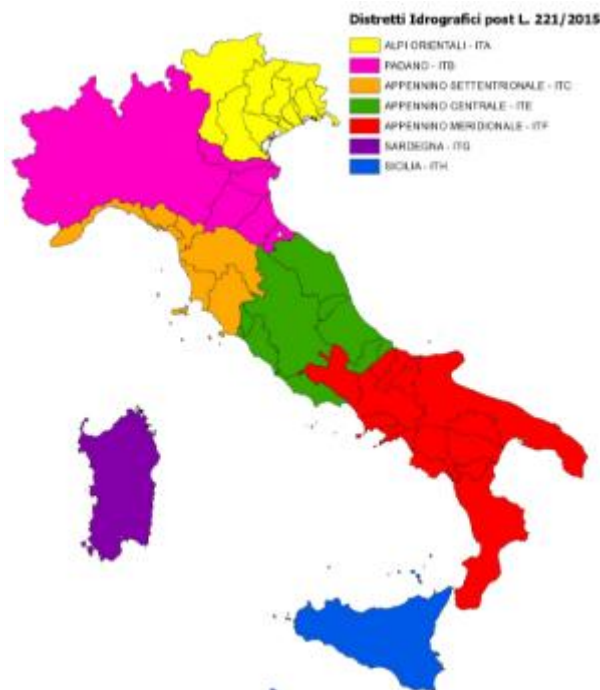 Distretti Idrografici post L. 221/2015
ALPI ORIENTALI - ITA
PADANO - ITB
APPENNINO SETTENTRIONALE - ITC
APPENNINO CENTRALE - ITE
APPENNINO MERIDIONALE - ITF
SARDEGNA - ITG
SICILIA - ITH